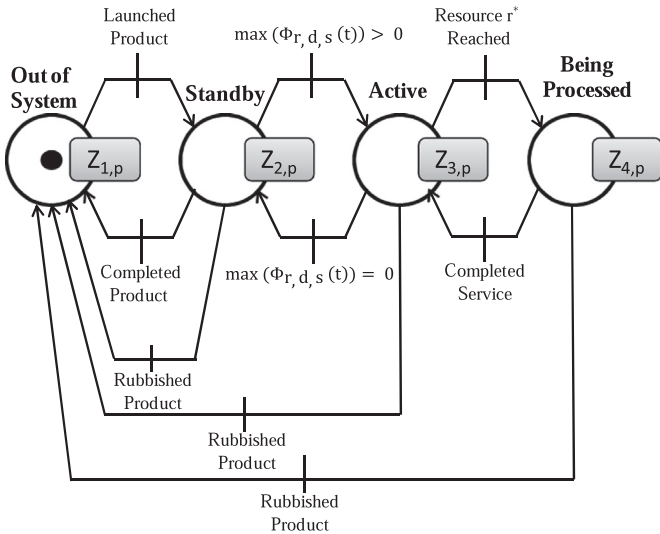 Launched
Product
max (Φr, d, s (t)) > 0
Resource r*
Reached
Out of
System
Standby
Active
Being
Processed
Z1,p
Z2,p
Z3,p
Z4,p
Completed
Product
max (Φr, d, s (t)) = 0
Completed
Service
Rubbished
Product
Rubbished
Product
Rubbished
Product